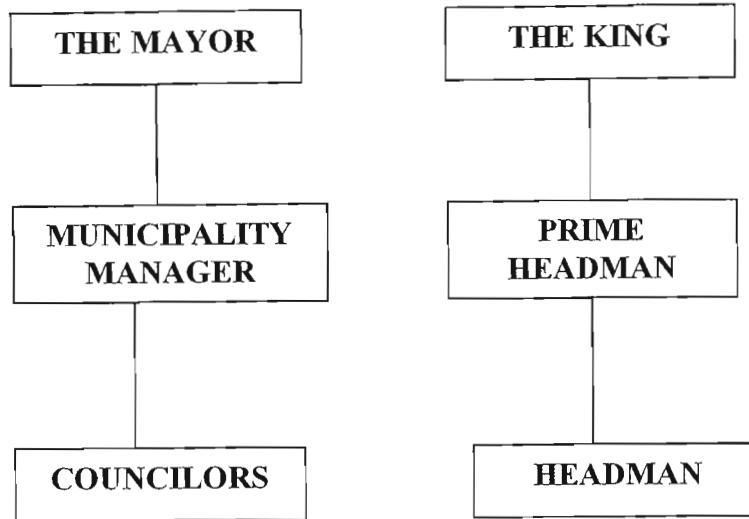 THE MAYOR
MUNICIPALITY
MANAGER
COUNCILORS
THE KING
PRIME
HEADMAN
HEADMAN